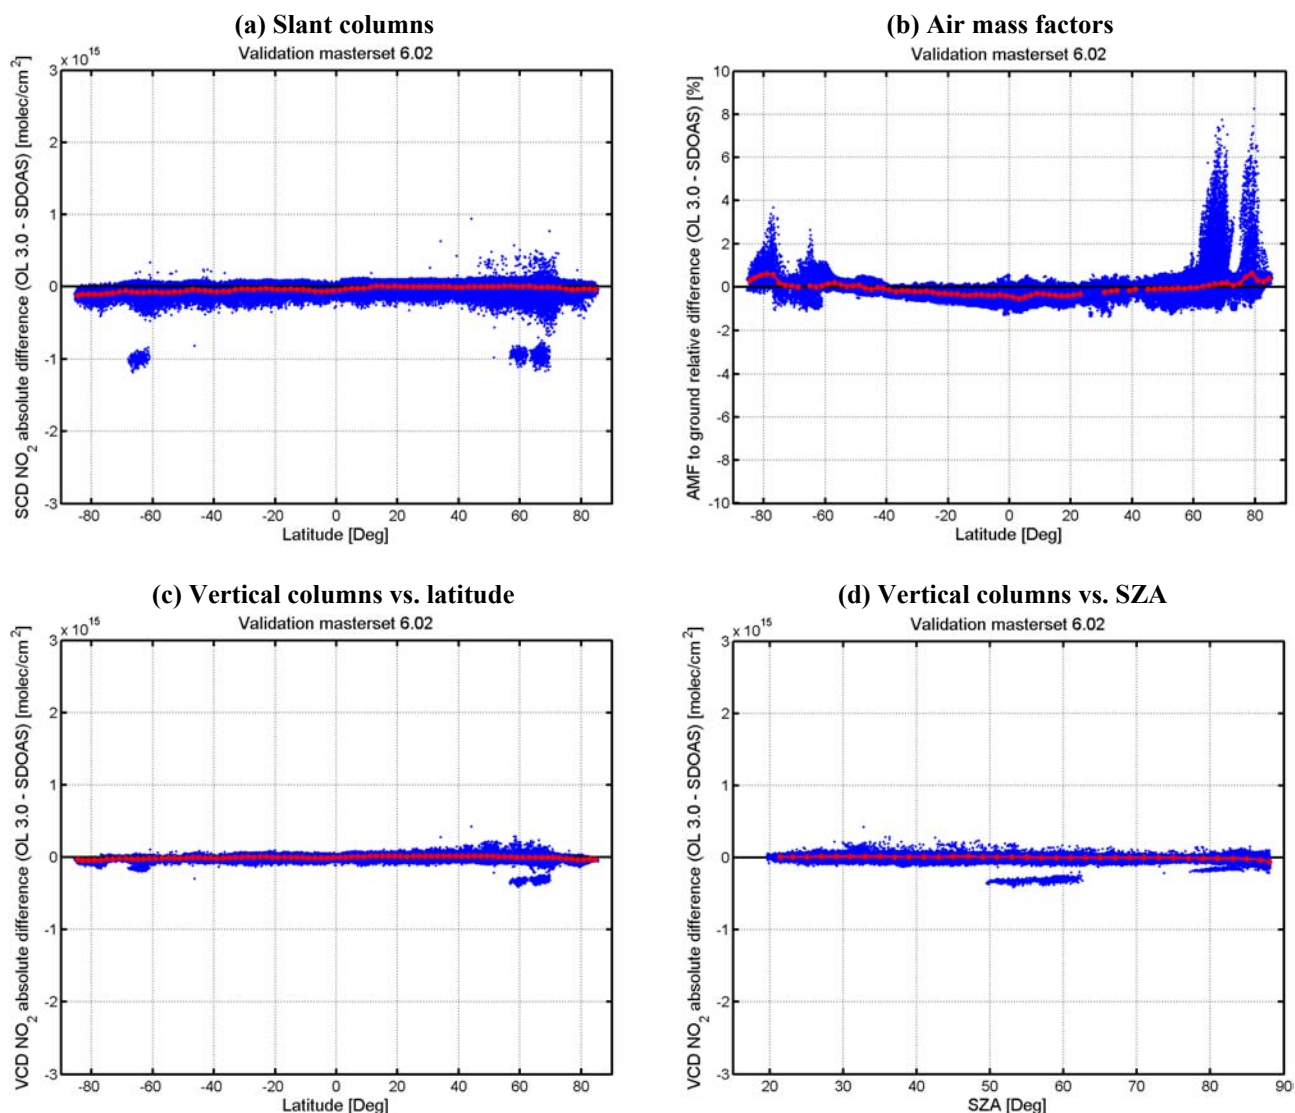 (a) Slant columns
Validation masterset 6.02
x 10^15
SCD NO2 absolute difference (OL 3.0 - SDOAS) [molec/cm2]
3
2
1
0
-1
-2
-3
-80 -60 -40 -20 0 20 40 60 80
Latitude [Deg]
(b) Air mass factors
Validation masterset 6.02
AMF to ground relative difference (OL 3.0 - SDOAS) [%]
10
8
6
4
2
0
-2
-4
-6
-8
-10
-80 -60 -40 -20 0 20 40 60 80
Latitude [Deg]
(c) Vertical columns vs. latitude
Validation masterset 6.02
x 10^15
VCD NO2 absolute difference (OL 3.0 - SDOAS) [molec/cm2]
3
2
1
0
-1
-2
-3
-80 -60 -40 -20 0 20 40 60 80
Latitude [Deg]
(d) Vertical columns vs. SZA
Validation masterset 6.02
x 10^15
VCD NO2 absolute difference (OL 3.0 - SDOAS) [molec/cm2]
3
2
1
0
-1
-2
-3
20 30 40 50 60 70 80 90
SZA [Deg]